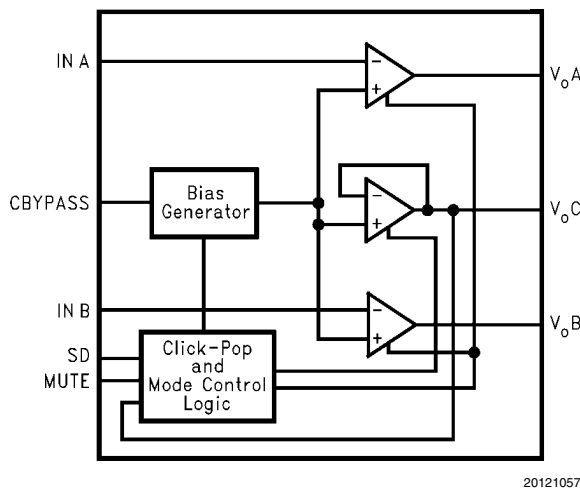 IN A
− 
+
VoA
CBYPASS
Bias
Generator
−
+
VoC
IN B
−
+
VoB
SD
MUTE
Click-Pop
and
Mode Control
Logic
20121057